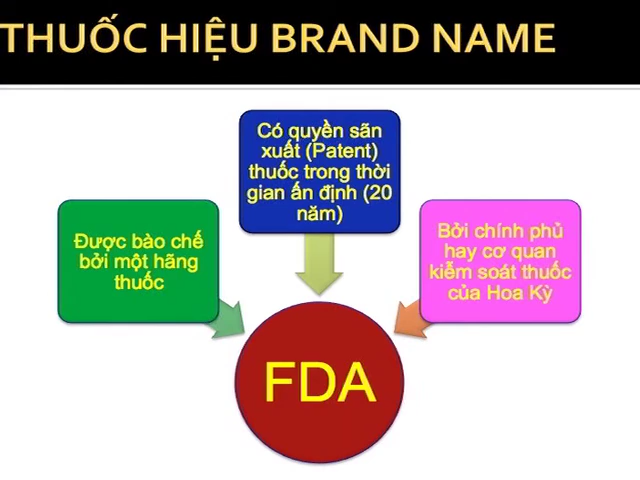 THUỐC HIỆU BRAND NAME
Có quyền sãn
xuất (Patent)
thuốc trong thời
gian ấn định (20
năm)
Được bào chế
bởi một hãng
thuốc
Bởi chính phủ
hay cơ quan
kiễm soát thuốc
của Hoa Kỳ
FDA